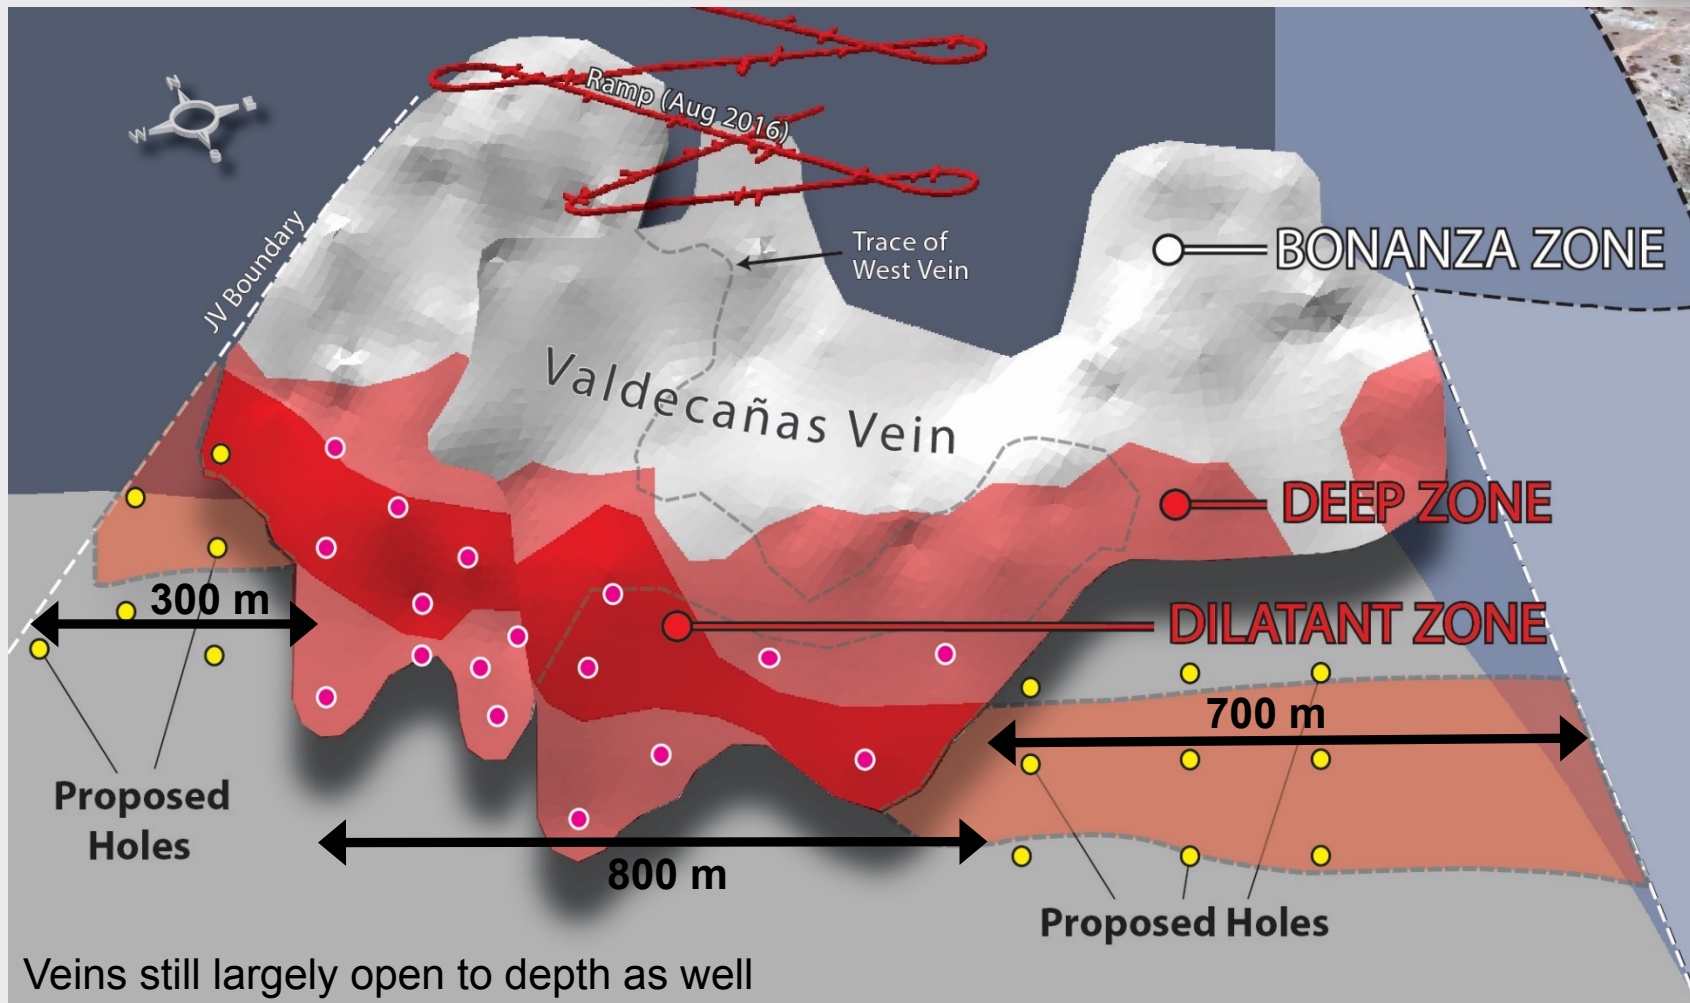 N
E
W
S
Ramp (Aug 2016)
JV Boundary
Trace of
West Vein
BONANZA ZONE
Valdecañas Vein
DEEP ZONE
DILATANT ZONE
300 m
700 m
800 m
Proposed
Holes
Proposed Holes
Veins still largely open to depth as well